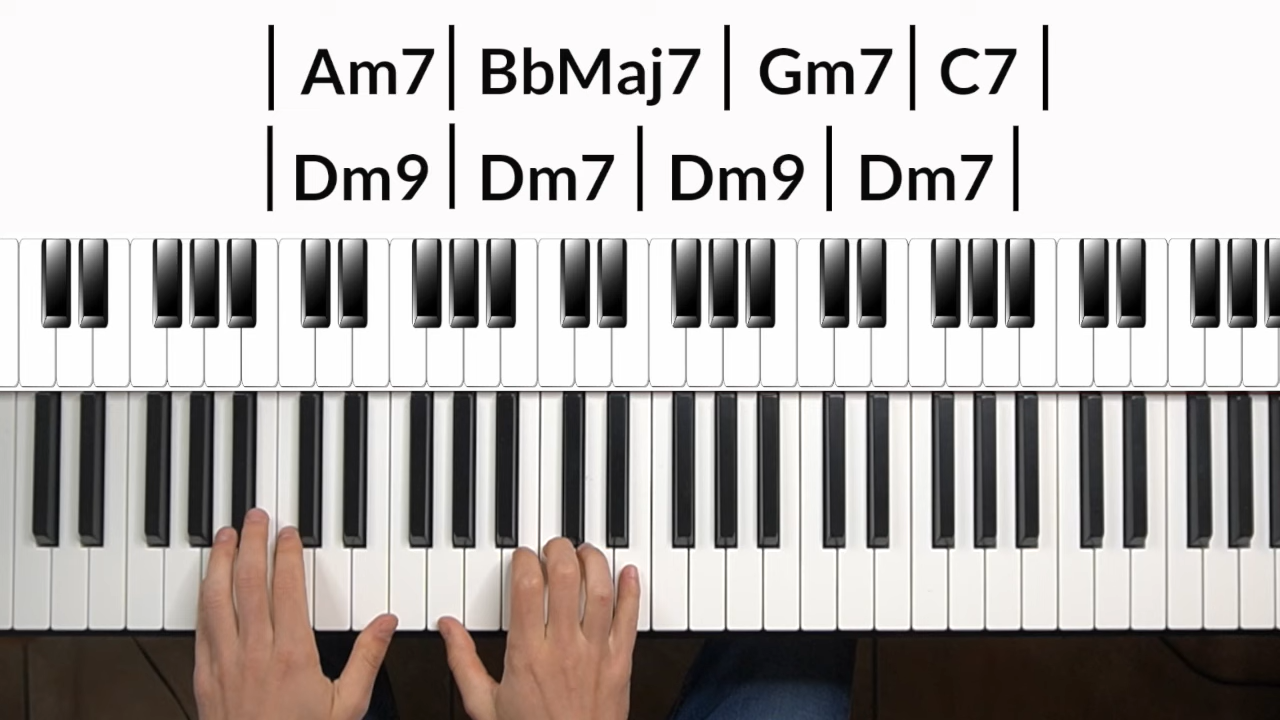 | Am7 | BbMaj7 | Gm7 | C7 |
| Dm9 | Dm7 | Dm9 | Dm7 |